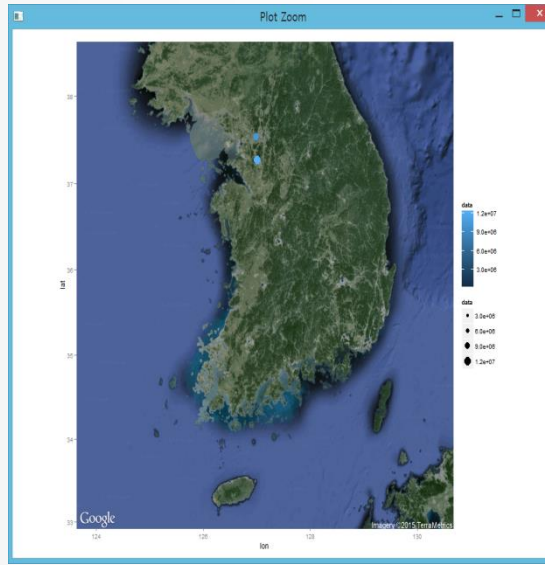 Plot Zoom
38
37
36
35
34
33
lat
124
126
128
130
lon
data
1.2e+07
9.0e+06
6.0e+06
3.0e+06
data
3.0e+06
6.0e+06
9.0e+06
1.2e+07
Google
Imagery ©2015 TerraMetrics